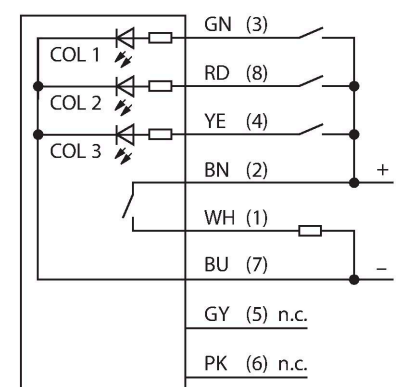 GN (3)
COL 1
RD (8)
COL 2
YE (4)
COL 3
BN (2)
+
WH (1)
BU (7)
–
GY (5) n.c.
PK (6) n.c.